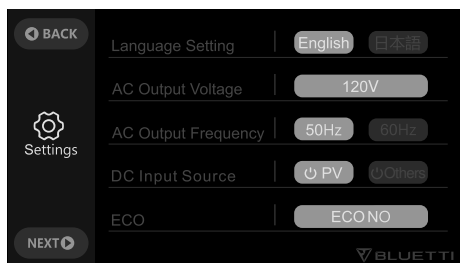 BACK
Language Setting English 日本語
AC Output Voltage 120V
AC Output Frequency 50Hz 60Hz
Settings
DC Input Source PV Others
ECO ECO NO
NEXT
BLUETTI